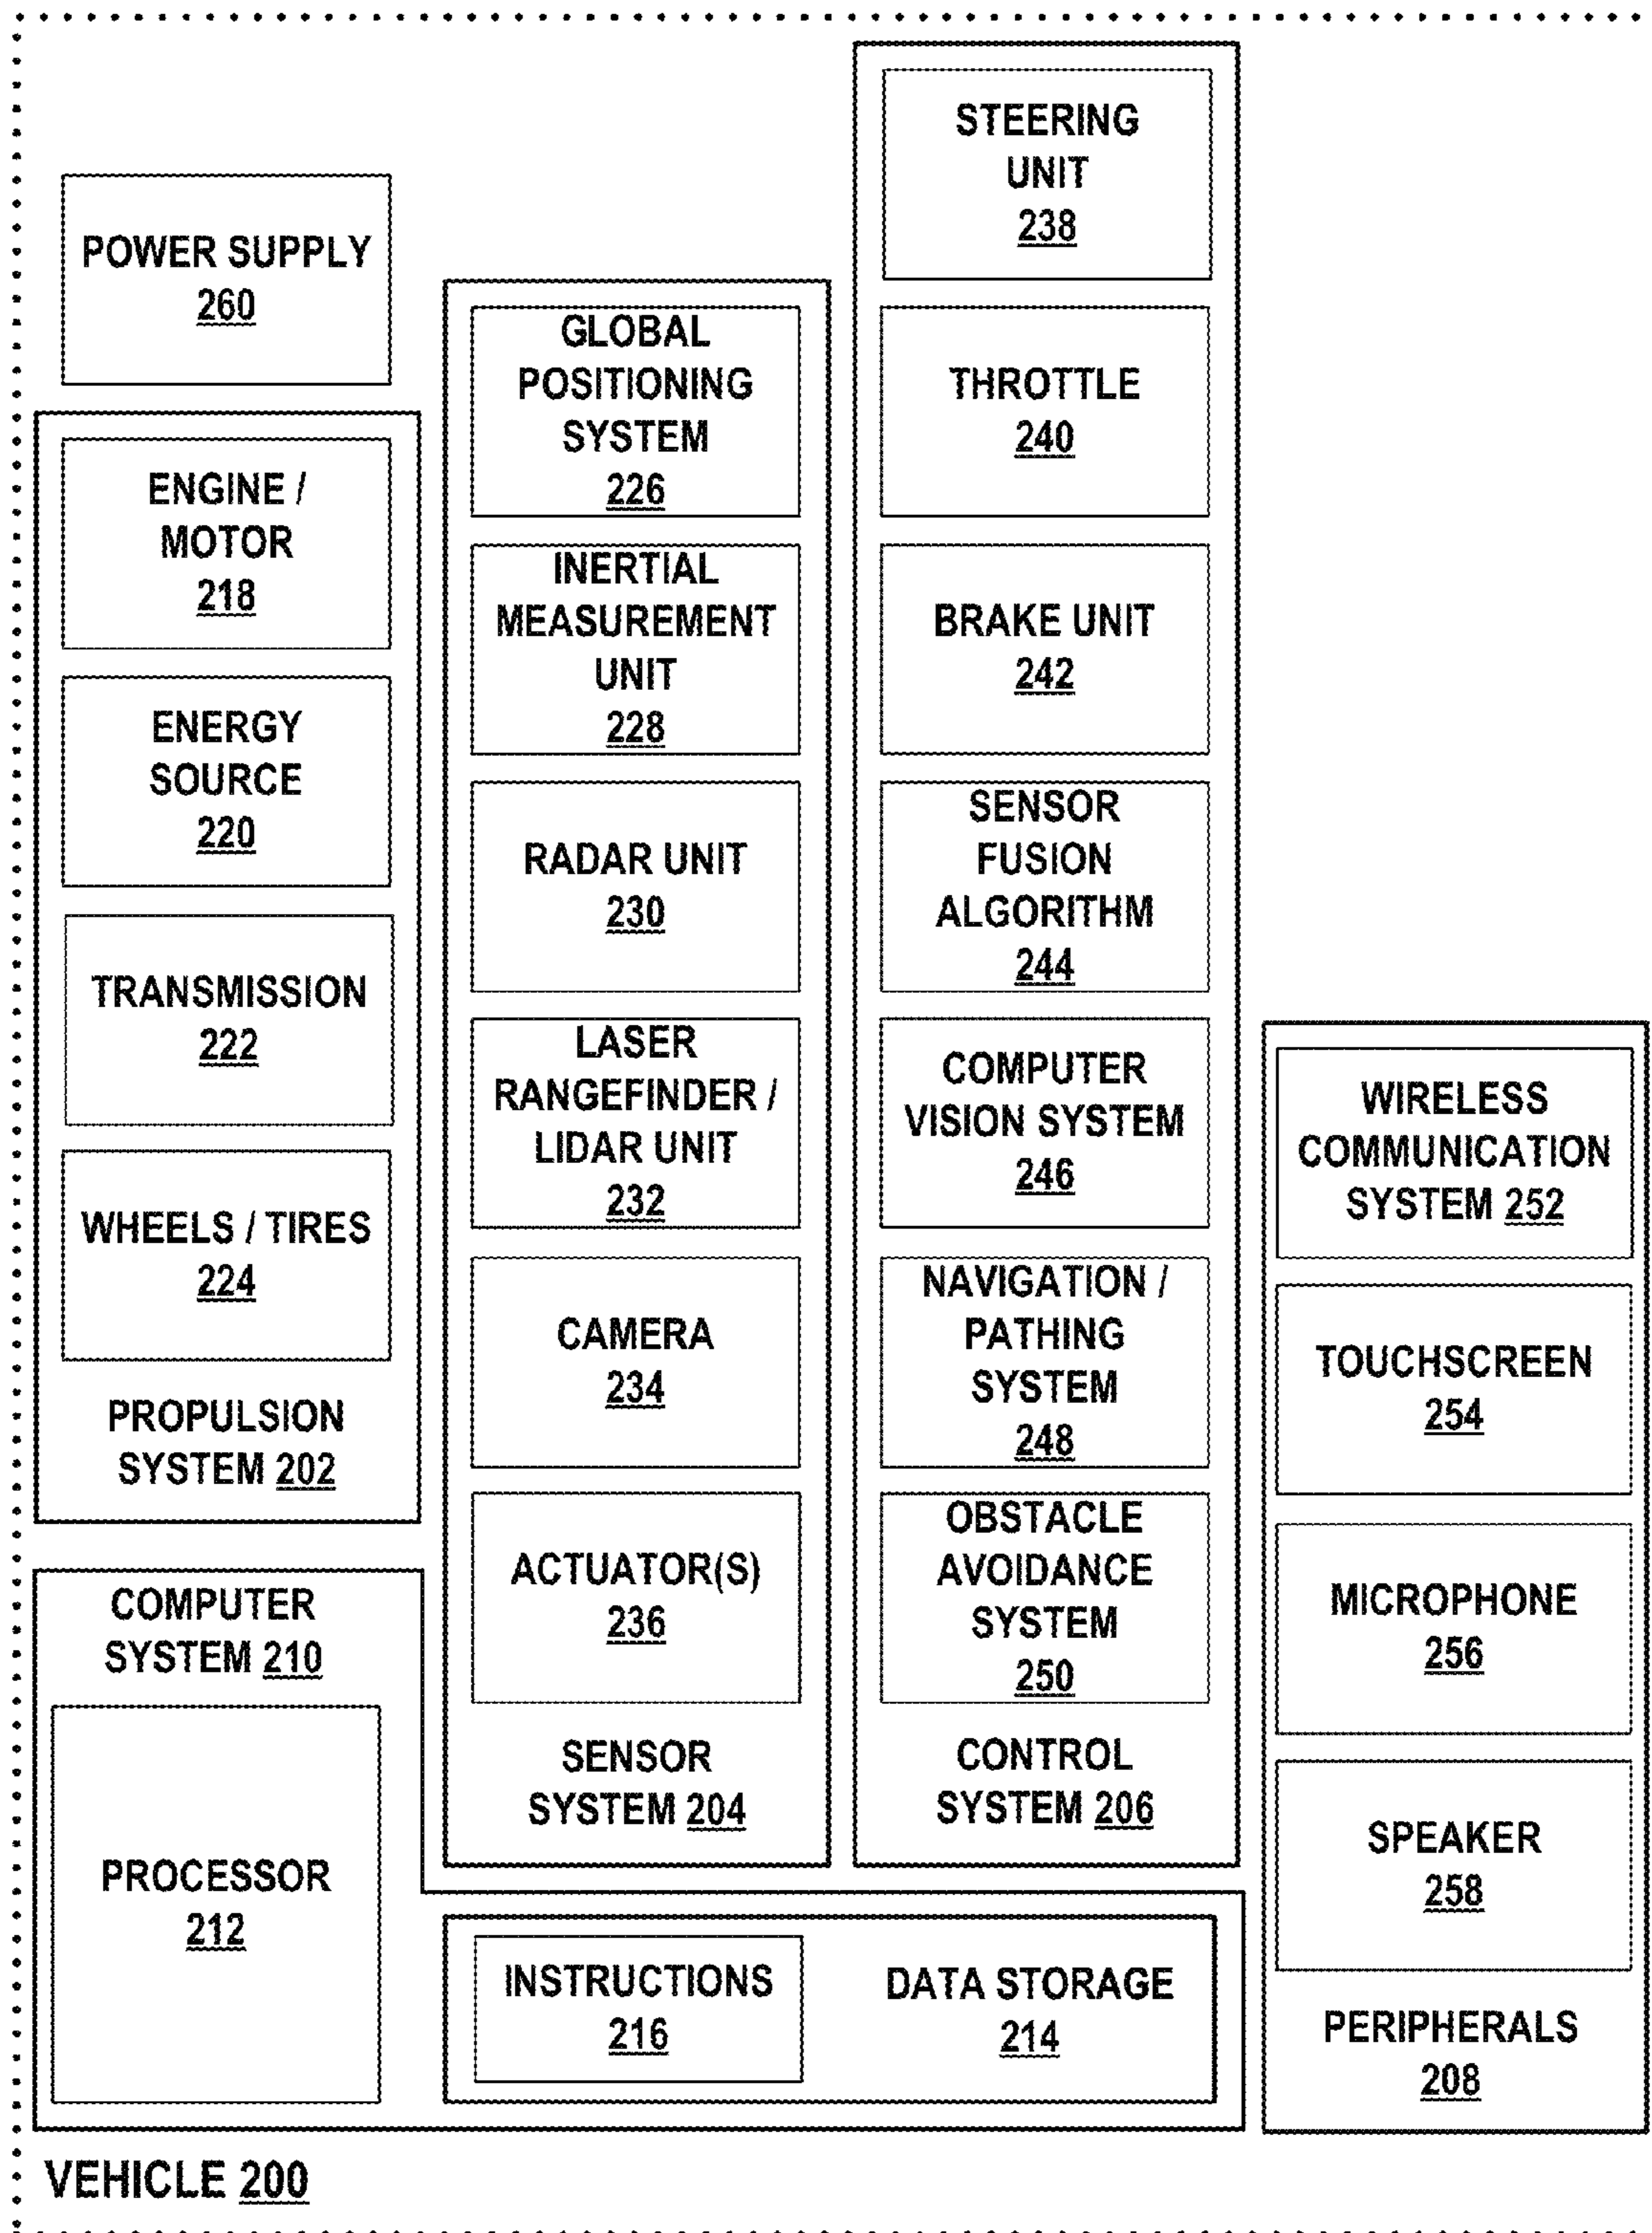 POWER SUPPLY
260
ENGINE /
MOTOR
218
ENERGY
SOURCE
220
TRANSMISSION
222
WHEELS / TIRES
224
PROPULSION
SYSTEM 202
COMPUTER
SYSTEM 210
PROCESSOR
212
GLOBAL
POSITIONING
SYSTEM
226
INERTIAL
MEASUREMENT
UNIT
228
RADAR UNIT
230
LASER
RANGEFINDER /
LIDAR UNIT
232
CAMERA
234
ACTUATOR(S)
236
SENSOR
SYSTEM 204
STEERING
UNIT
238
THROTTLE
240
BRAKE UNIT
242
SENSOR
FUSION
ALGORITHM
244
COMPUTER
VISION SYSTEM
246
NAVIGATION /
PATHING
SYSTEM
248
OBSTACLE
AVOIDANCE
SYSTEM
250
CONTROL
SYSTEM 206
INSTRUCTIONS
216
DATA STORAGE
214
WIRELESS
COMMUNICATION
SYSTEM 252
TOUCHSCREEN
254
MICROPHONE
256
SPEAKER
258
PERIPHERALS
208
VEHICLE 200